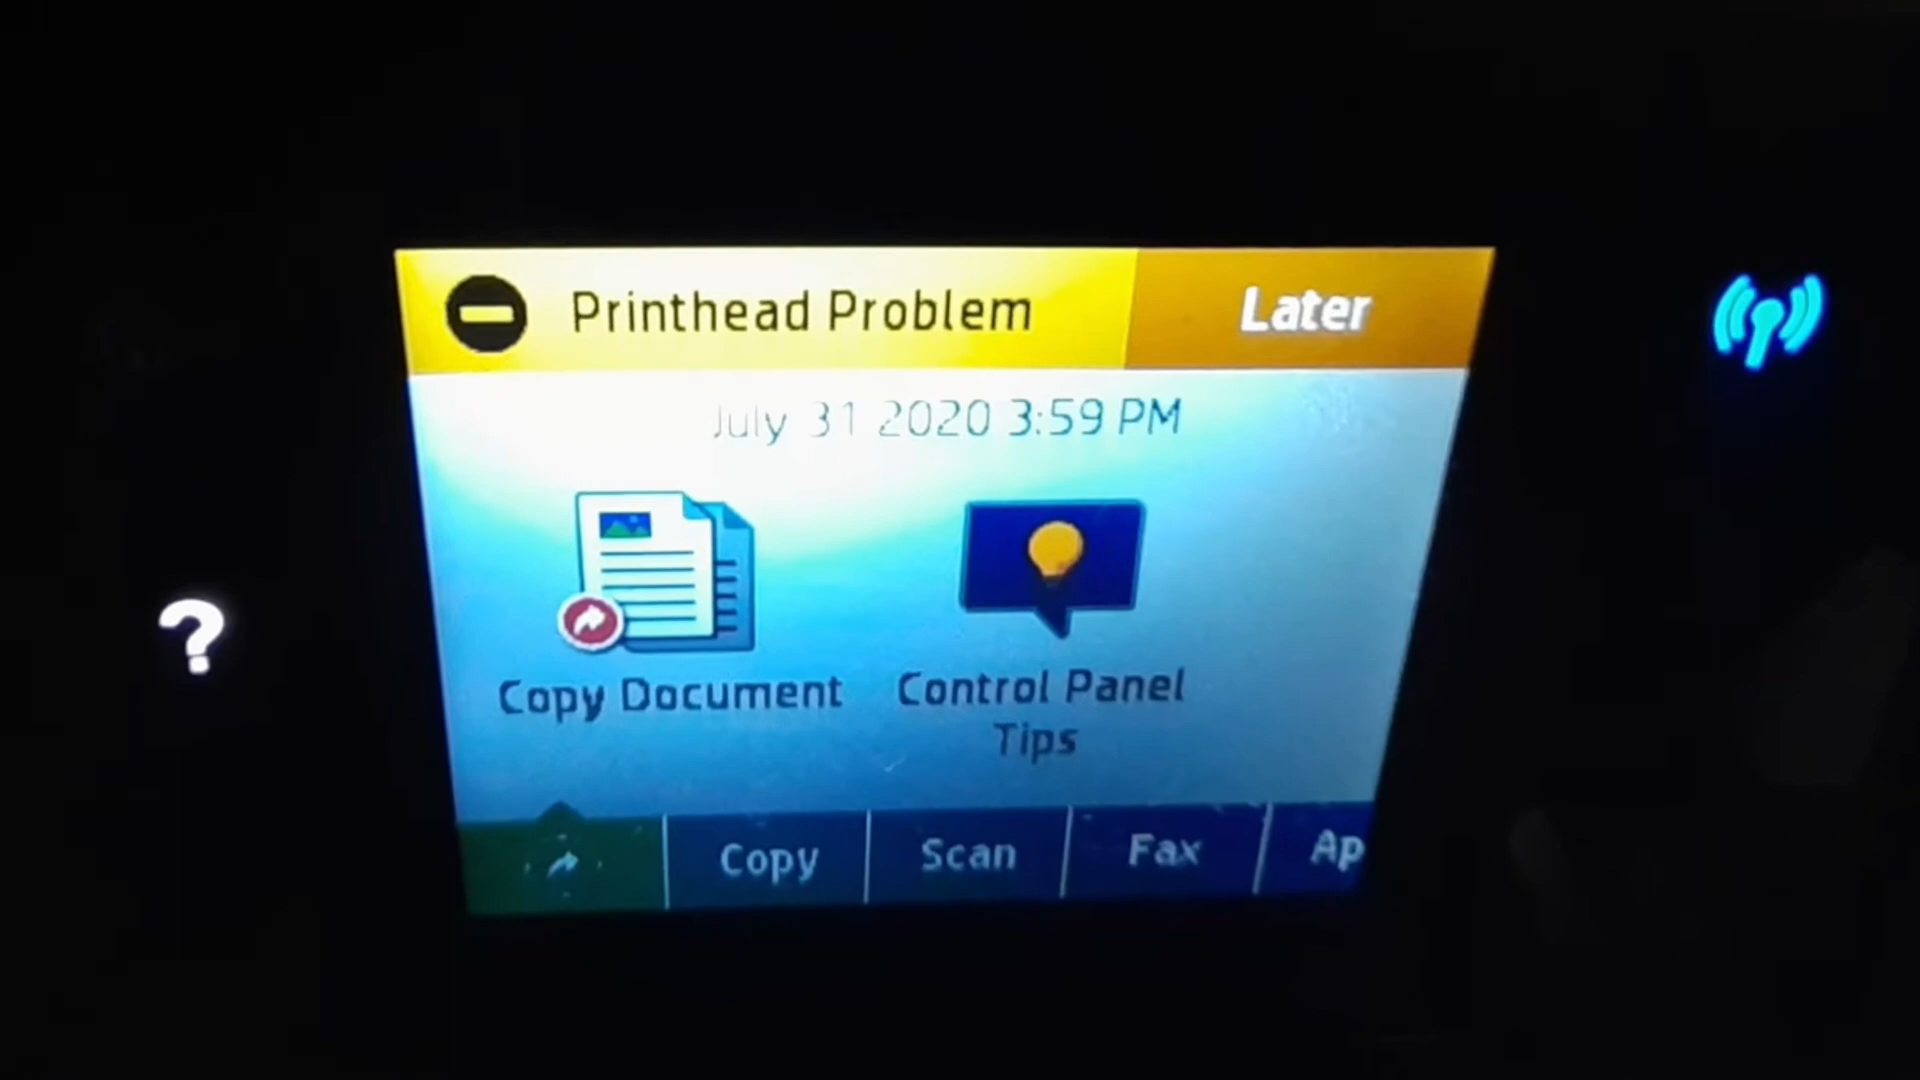 Printhead Problem
Later
July 31 2020 3:59 PM
Copy Document
Control Panel
Tips
Copy
Scan
Fax
Ap
?